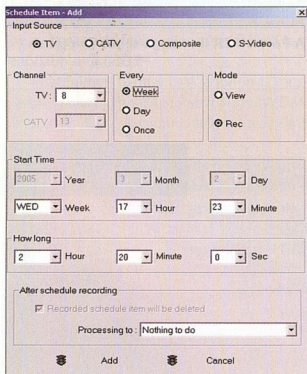 Schedule Item - Add
Input Source
TV CATV Composite S-Video
Channel Every Mode
TV: 8 Week View
CATV: 13 Day Rec
Once
Start Time
2005 Year 3 Month 2 Day
WED Week 17 Hour 23 Minute
How long
2 Hour 20 Minute 0 Sec
After schedule recording
Recorded schedule item will be deleted
Processing to: Nothing to do
Add Cancel